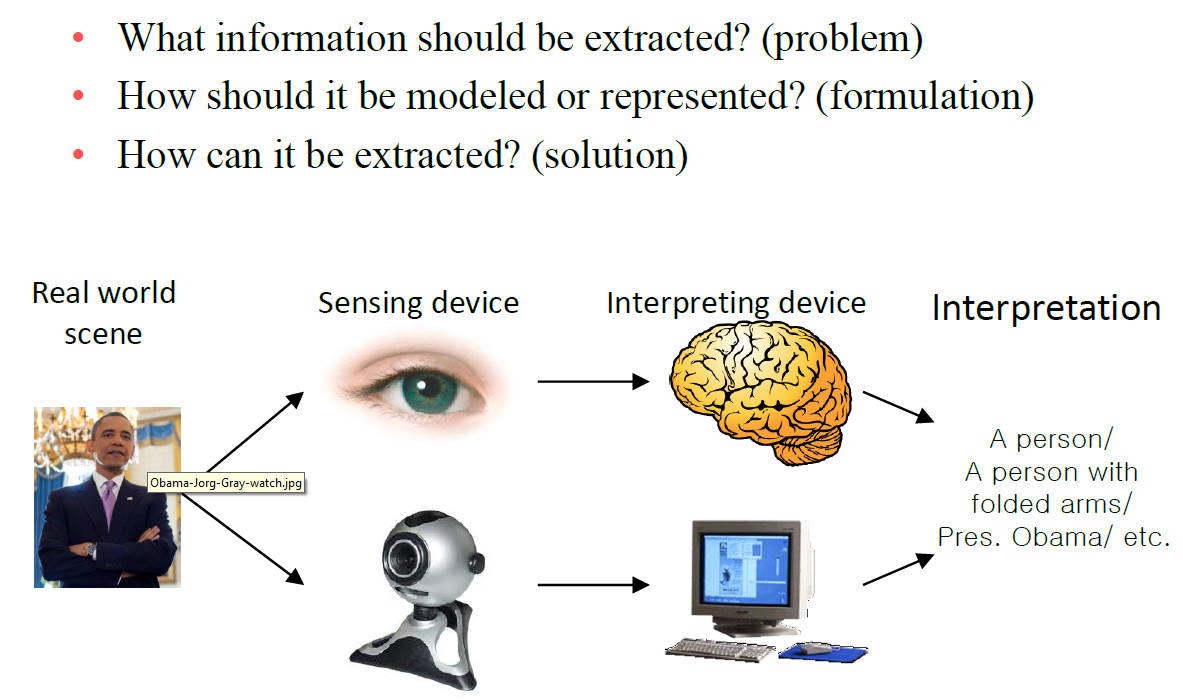 • What information should be extracted? (problem)
• How should it be modeled or represented? (formulation)
• How can it be extracted? (solution)
Real world
scene
Sensing device
Interpreting device
Interpretation
Obama-Jorg-Gray-watch.jpg
A person/
A person with
folded arms/
Pres. Obama/ etc.